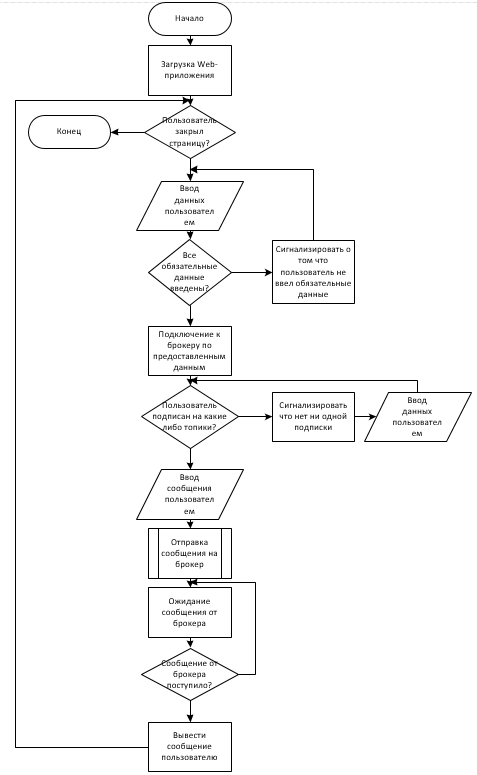 Начало
Загрузка Web-
приложения
Пользователь
закрыл
страницу?
Конец
Ввод
данных
пользовател
ем
Все
обязательные
данные
введены?
Сигнализировать о
том что
пользователь не
ввел обязательные
данные
Подключение к
брокеру по
предоставленным
данным
Пользователь
подписан на какие
либо топики?
Сигнализировать
что нет ни одной
подписки
Ввод
данных
пользовател
ем
Ввод
сообщения
пользовател
ем
Отправка
сообщения на
брокер
Ожидание
сообщения от
брокера
Сообщение от
брокера
поступило?
Вывести
сообщение
пользователю